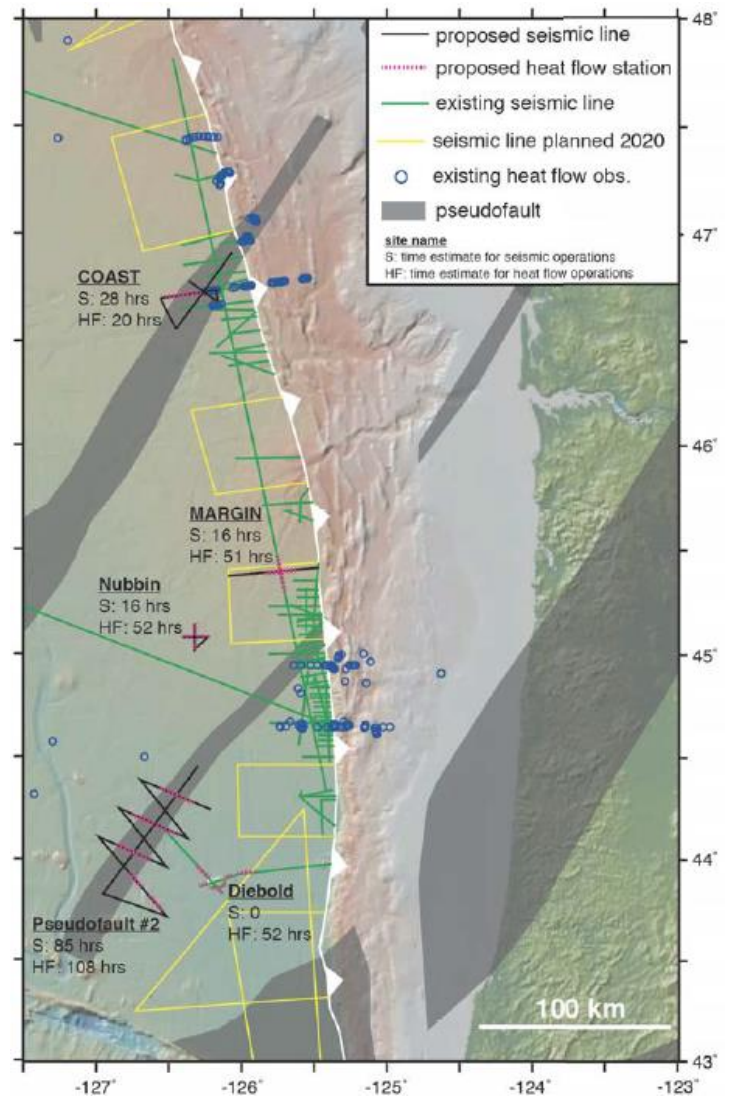 proposed seismic line
proposed heat flow station
existing seismic line
seismic line planned 2020
existing heat flow obs.
pseudofault
site name
S: time estimate for seismic operations
HF: time estimate for heat flow operations
COAST
S: 28 hrs
HF: 20 hrs
MARGIN
S: 16 hrs
HF: 51 hrs
Nubbin
S: 16 hrs
HF: 52 hrs
Diebold
S: 0
HF: 52 hrs
Pseudofault #2
S: 85 hrs
HF: 108 hrs
100 km
48˚
47˚
46˚
45˚
44˚
43˚
-127˚ -126˚ -125˚ -124˚ -123˚